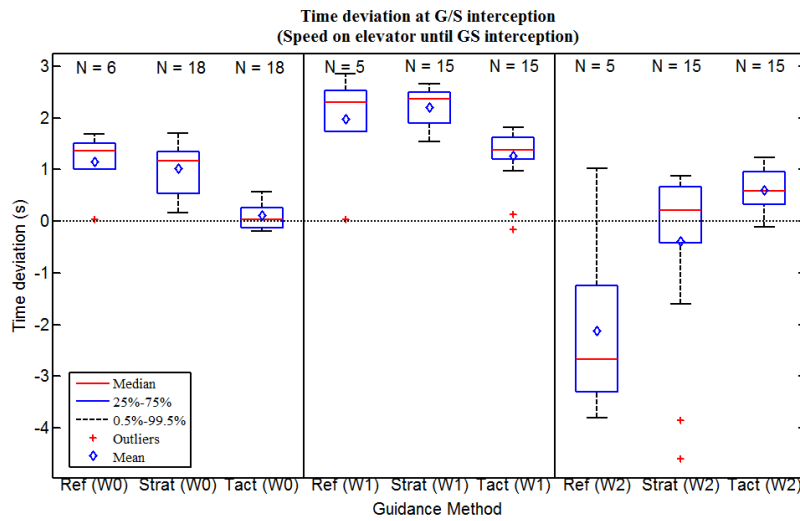 Time deviation at G/S interception
(Speed on elevator until GS interception)
N = 6 N = 18 N = 18 N = 5 N = 15 N = 15 N = 5 N = 15 N = 15
3
2
1
0
-1
-2
-3
-4
Time deviation (s)
Median
25%-75%
0.5%-99.5%
Outliers
Mean
Ref (W0) Strat (W0) Tact (W0) Ref (W1) Strat (W1) Tact (W1) Ref (W2) Strat (W2) Tact (W2)
Guidance Method